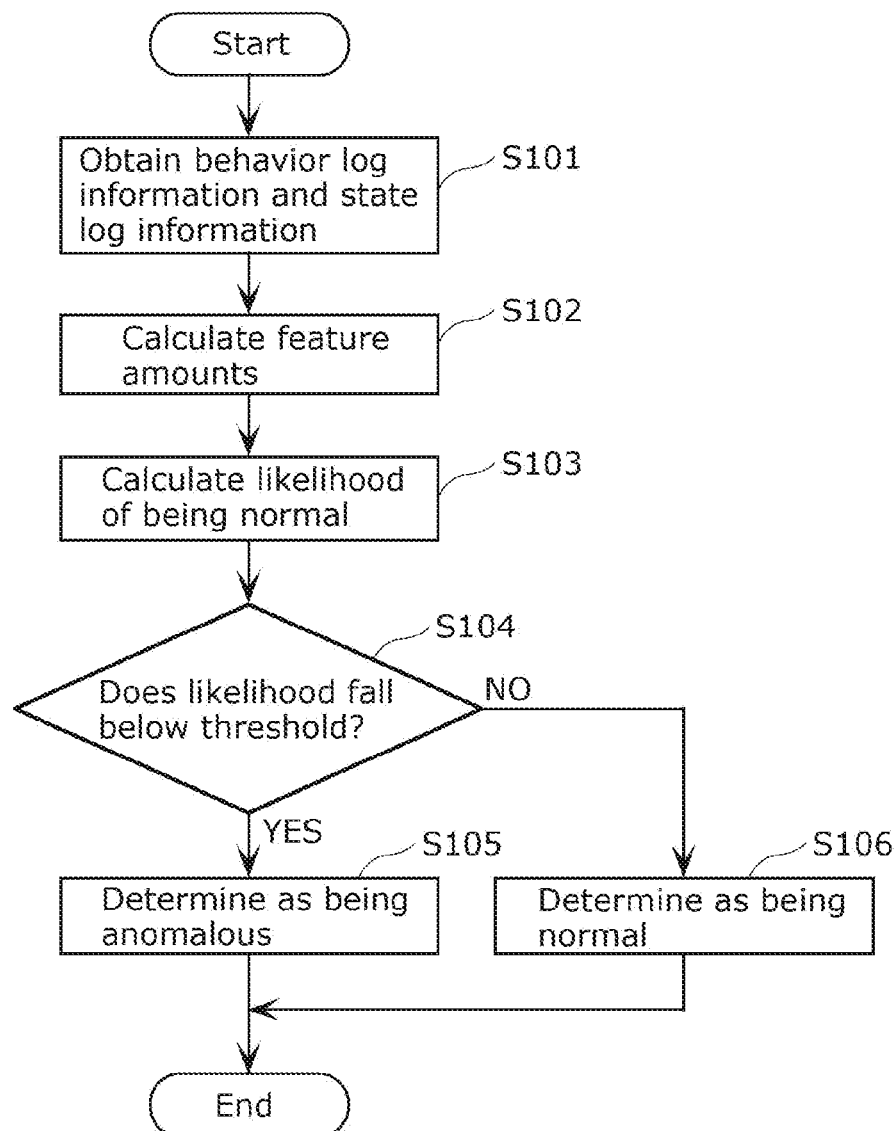 Start
Obtain behavior log
information and state
log information
S101
Calculate feature
amounts
S102
Calculate likelihood
of being normal
S103
Does likelihood fall
below threshold?
S104
NO
YES
Determine as being
anomalous
S105
Determine as being
normal
S106
End